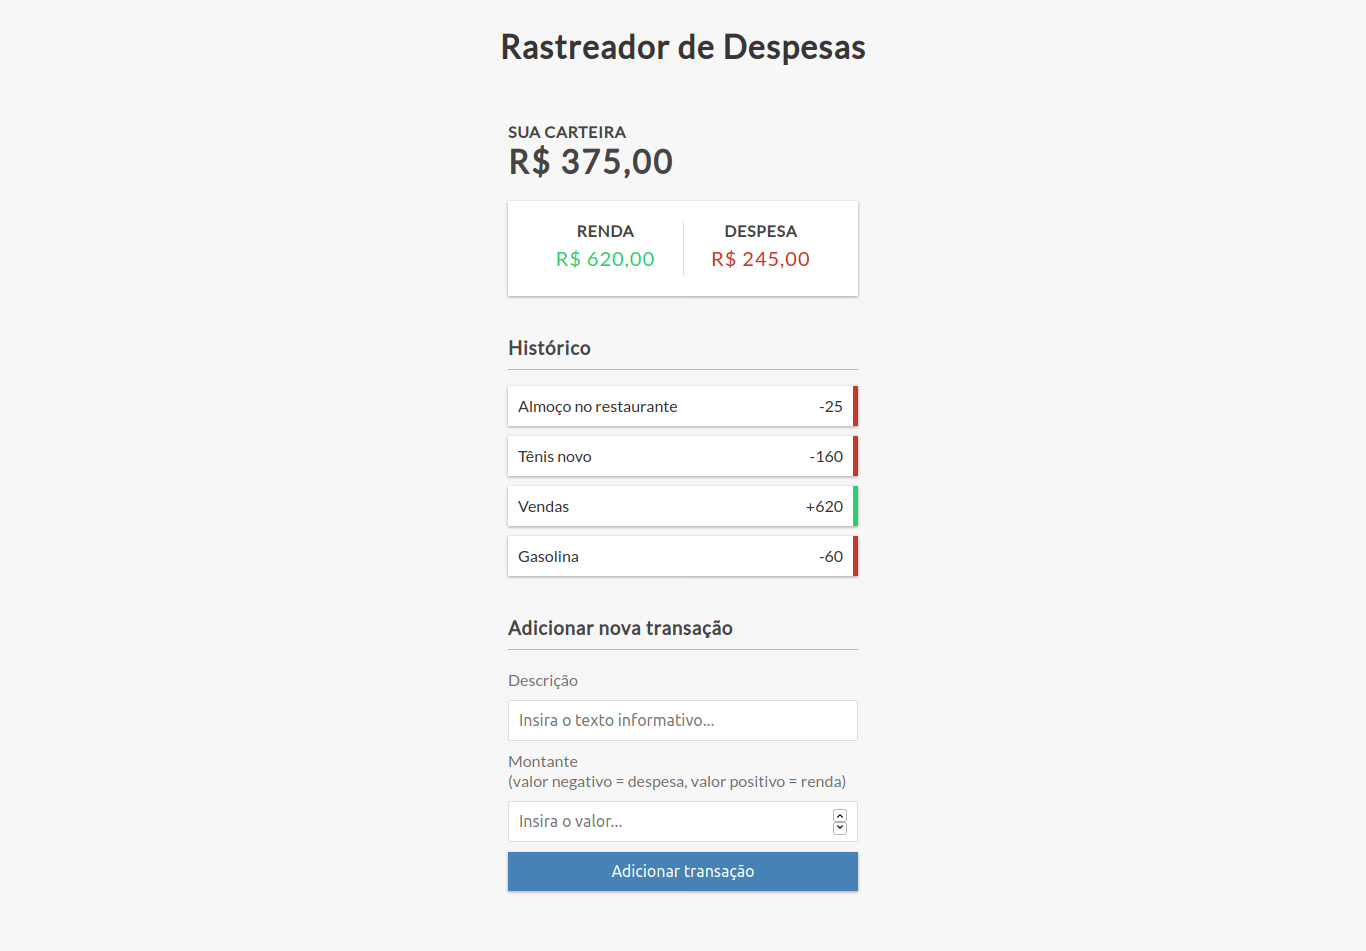 Rastreador de Despesas
SUA CARTEIRA
R$ 375,00
RENDA
R$ 620,00
DESPESA
R$ 245,00
Histórico
Almoço no restaurante -25
Tênis novo -160
Vendas +620
Gasolina -60
Adicionar nova transação
Descrição
Insira o texto informativo...
Montante
(valor negativo = despesa, valor positivo = renda)
Insira o valor...
Adicionar transação